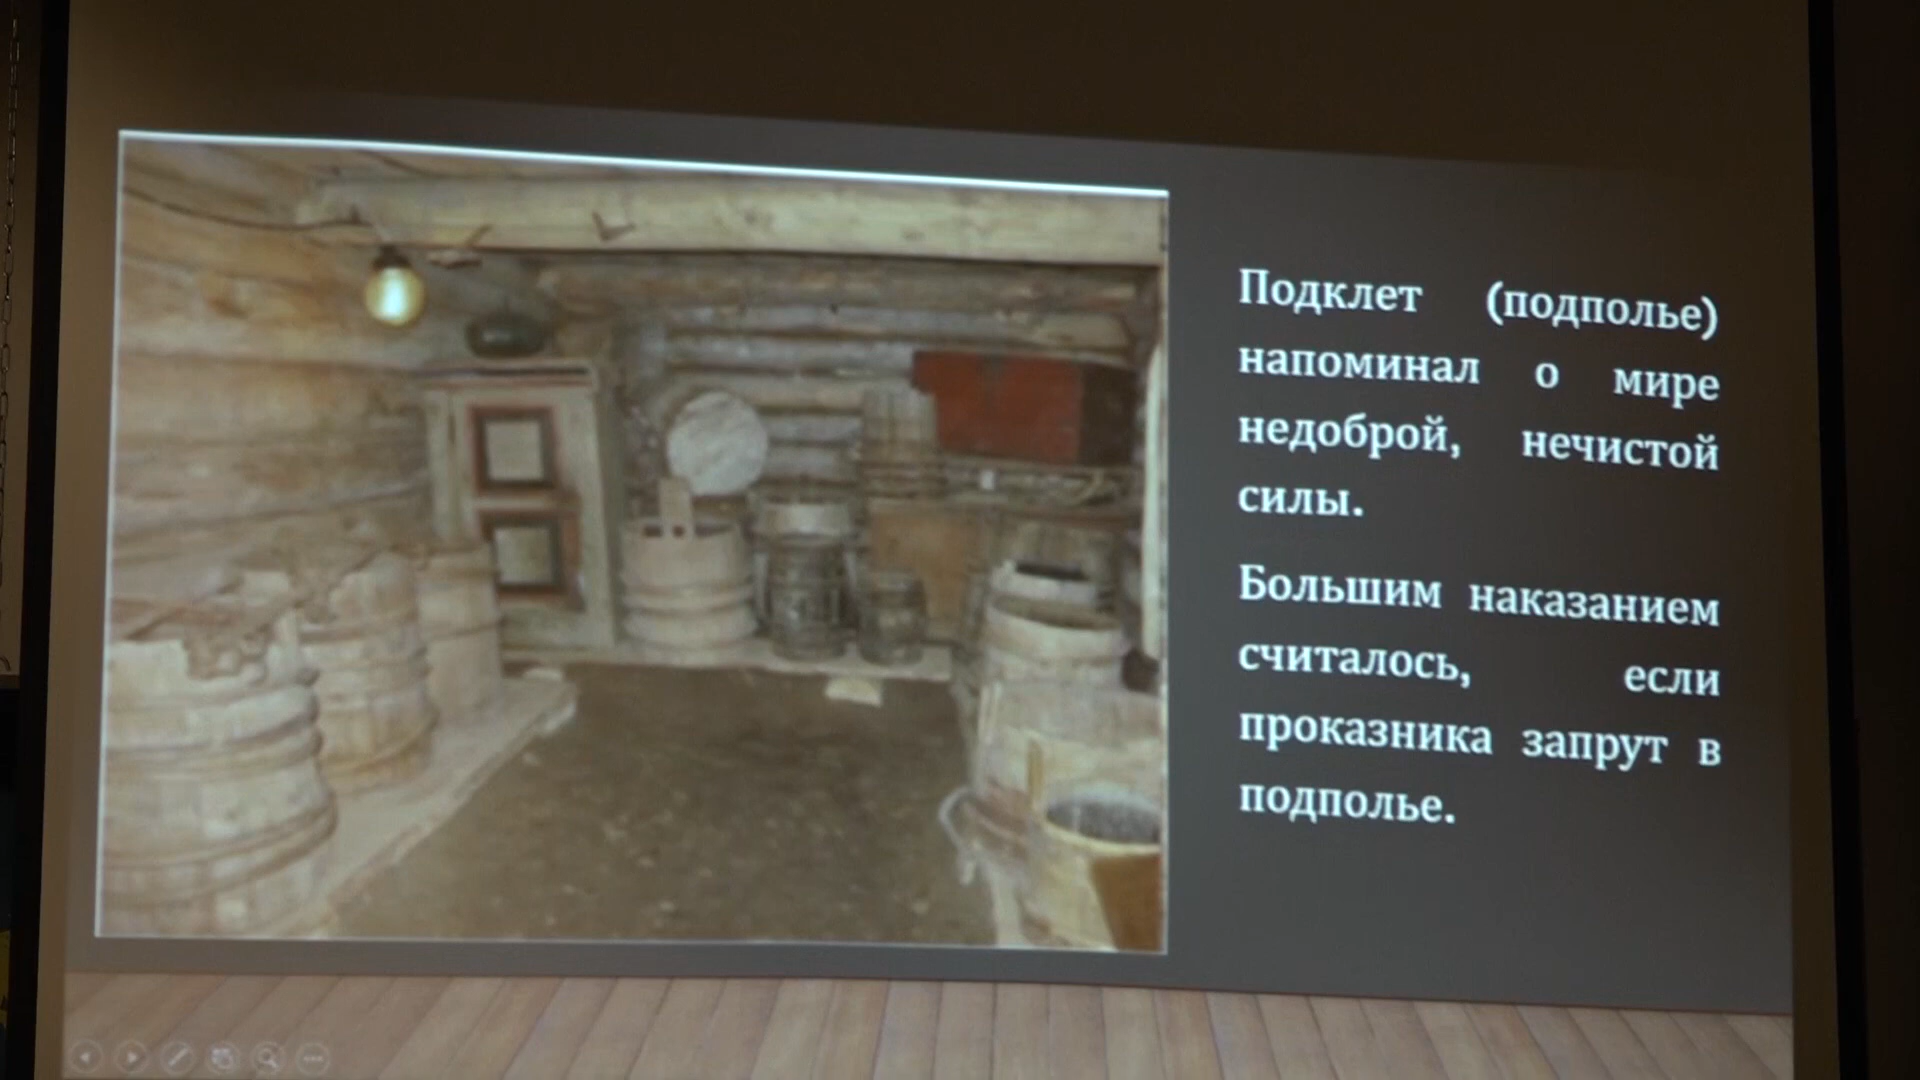 Подклет (подполье)
напоминал о мире
недоброй, нечистой
силы.
Большим наказанием
считалось, если
проказника запрут в
подполье.